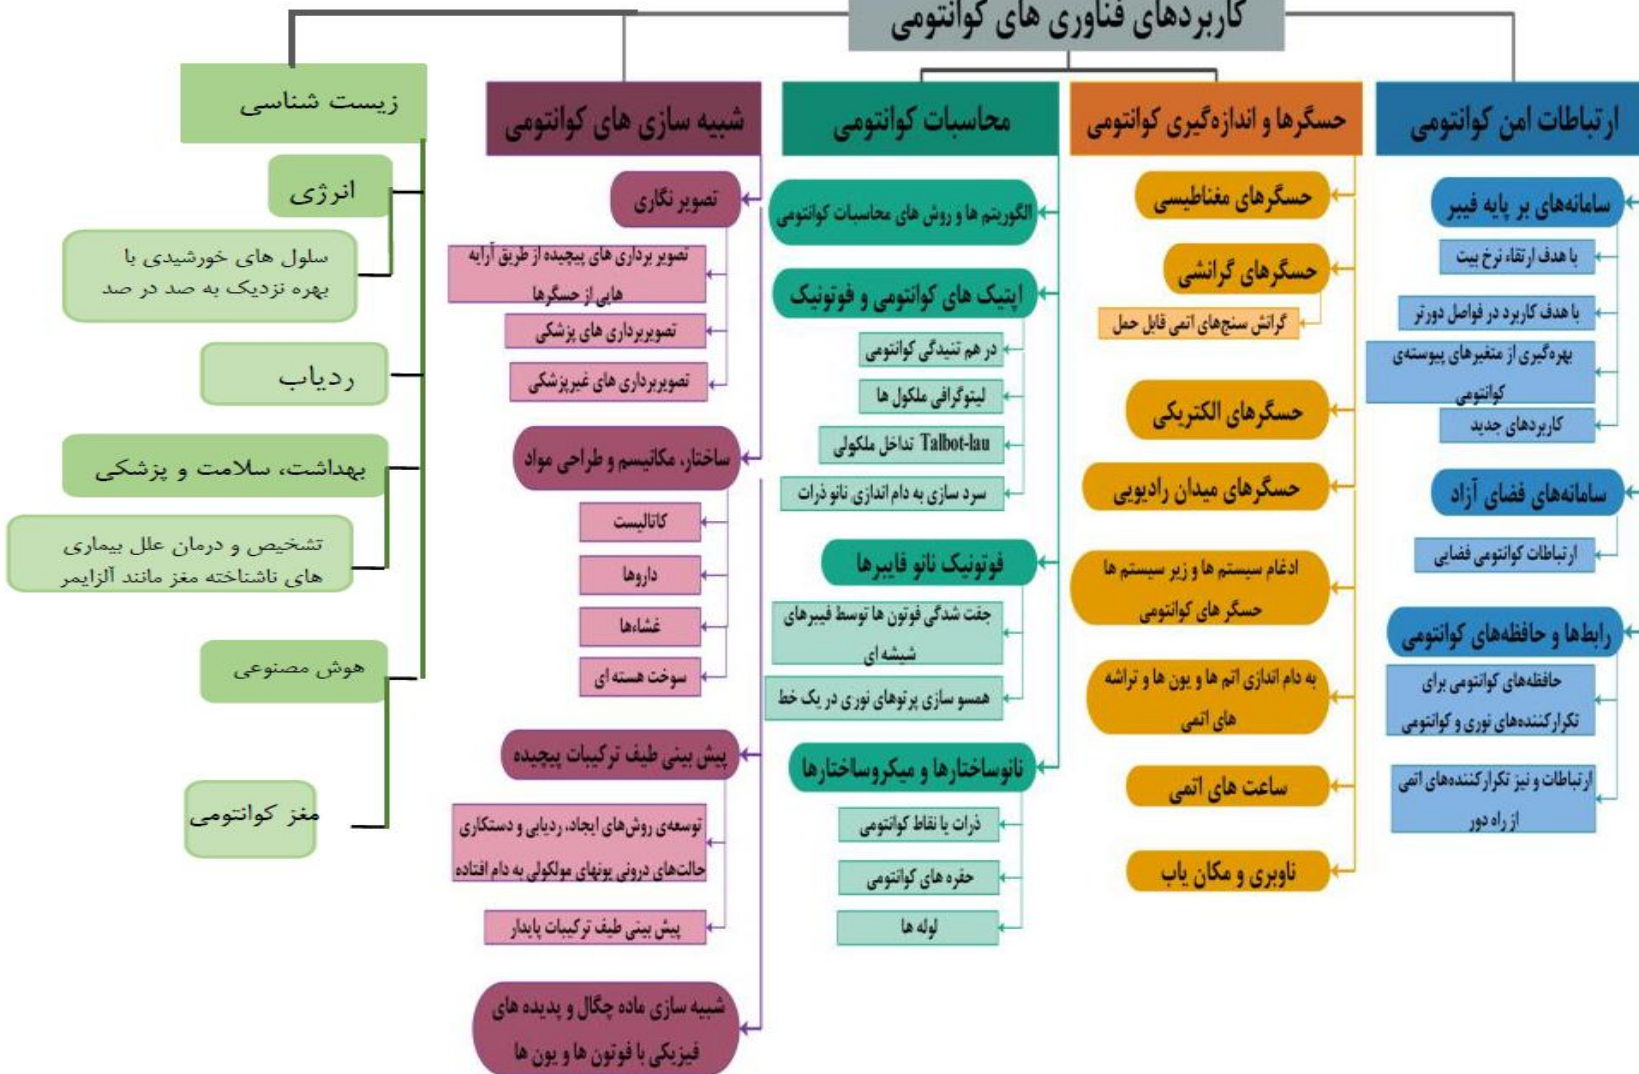 کاربردهای فناوری های کوانتومی
ارتباطات امن کوانتومی
سامانه‌های بر پایه فیبر
با هدف ارتقاء نرخ بیت
با هدف کاربرد در فواصل دورتر
بهره‌گیری از متغیرهای پیوسته‌ی
کوانتومی
کاربردهای جدید
سامانه‌های فضای آزاد
ارتباطات کوانتومی فضایی
رابط‌ها و حافظه‌های کوانتومی
حافظه‌های کوانتومی برای
تکرارکننده‌های نوری و کوانتومی
ارتباطات و نیز تکرارکننده‌های اتمی
از راه دور
حسگرها و اندازه‌گیری کوانتومی
حسگرهای مغناطیسی
حسگرهای گرانشی
گرانش سنج‌های اتمی قابل حمل
حسگرهای الکتریکی
حسگرهای میدان رادیویی
ادغام سیستم ها و زیر سیستم ها
حسگر های کوانتومی
به دام اندازی اتم ها و یون ها و تراشه
های اتمی
ساعت های اتمی
ناوبری و مکان یاب
محاسبات کوانتومی
الگوریتم ها و روش های محاسبات کوانتومی
اپتیک های کوانتومی و فوتونیک
در هم تنیدگی کوانتومی
لیتوگرافی ملکول ها
Talbot-lau تداخل ملکولی
سرد سازی به دام اندازی نانو ذرات
فوتونیک نانو فایبرها
جفت شدگی فوتون ها توسط فیبرهای
شیشه ای
همسو سازی پرتوهای نوری در یک خط
نانوساختارها و میکروساختارها
ذرات یا نقاط کوانتومی
حفره های کوانتومی
لوله ها
شبیه سازی های کوانتومی
تصویر نگاری
تصویر برداری های پیچیده از طریق آرایه
هایی از حسگرها
تصویربرداری های پزشکی
تصویربرداری های غیرپزشکی
ساختار، مکانیسم و طراحی مواد
کاتالیست
داروها
غشاءها
سوخت هسته ای
پیش بینی طیف ترکیبات پیچیده
توسعه‌ی روش‌های ایجاد، ردیابی و دستکاری
حالت‌های درونی یونهای مولکولی به دام افتاده
پیش بینی طیف ترکیبات پایدار
شبیه سازی ماده چگال و پدیده های
فیزیکی با فوتون ها و یون ها
زیست شناسی
انرژی
سلول های خورشیدی با
بهره نزدیک به صد در صد
ردیاب
بهداشت، سلامت و پزشکی
تشخیص و درمان علل بیماری
های ناشناخته مغز مانند آلزایمر
هوش مصنوعی
مغز کوانتومی